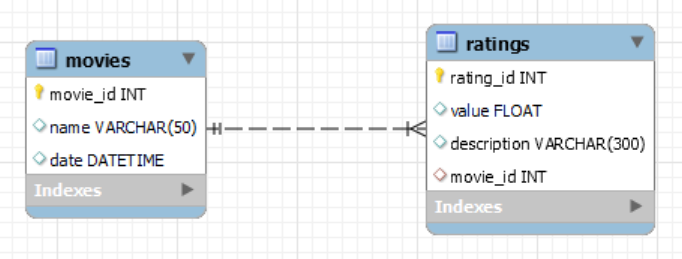 movies
movie_id INT
name VARCHAR(50)
date DATETIME
Indexes
ratings
rating_id INT
value FLOAT
description VARCHAR(300)
movie_id INT
Indexes